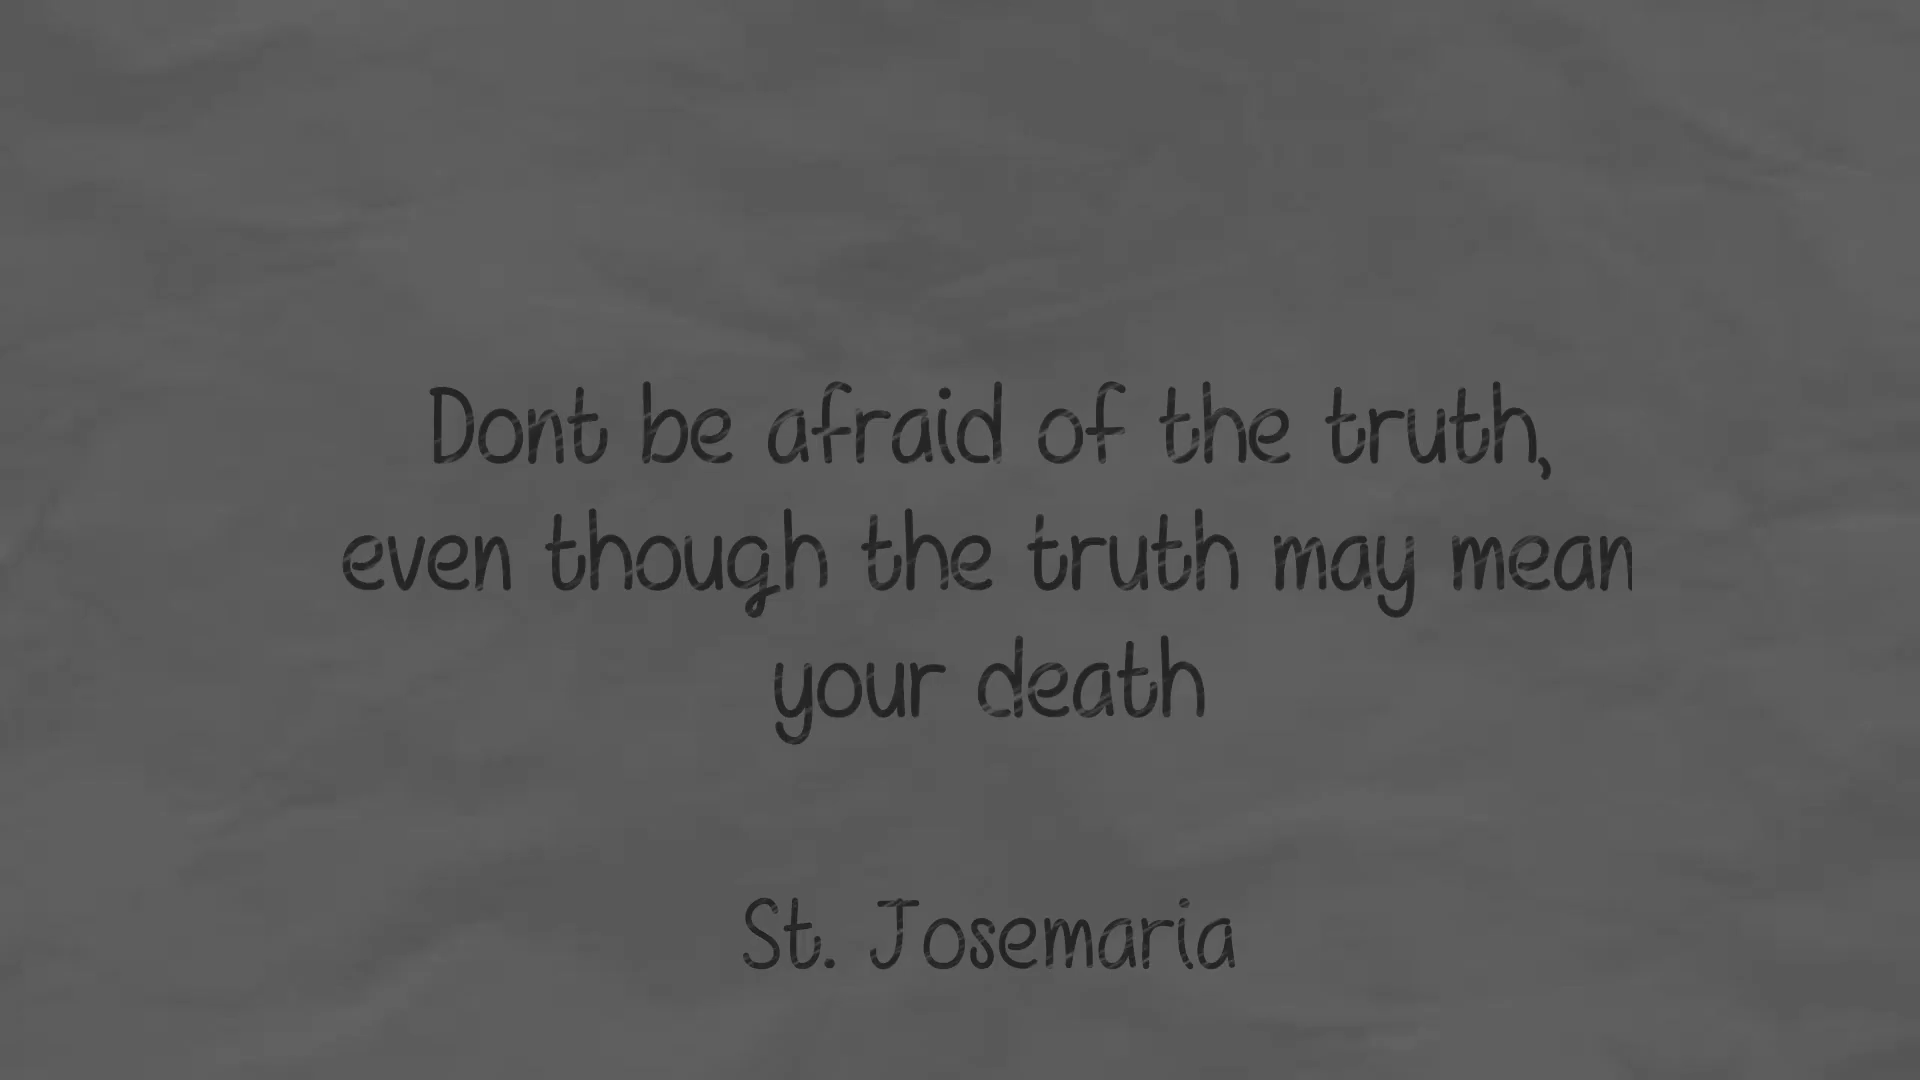 Dont be afraid of the truth,
even though the truth may mean
your death
St. Josemaria